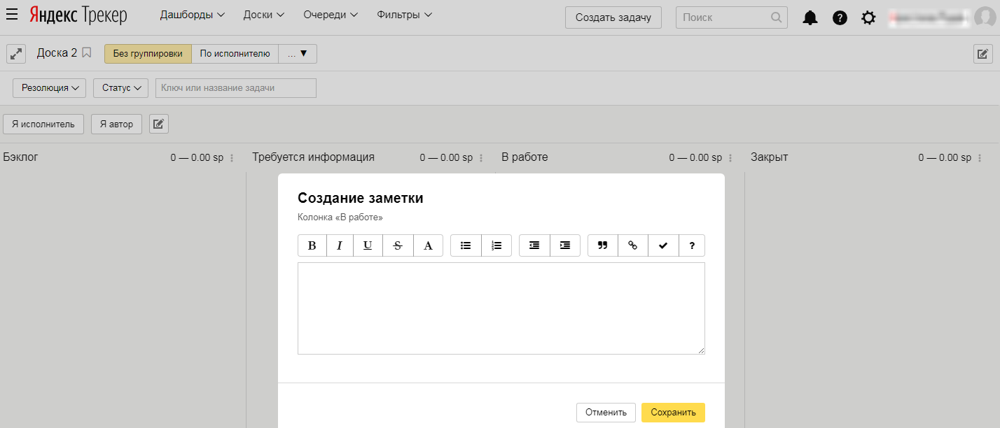 Яндекс Трекер Дашборды Доски Очереди Фильтры Создать задачу Поиск
Доска 2 Без группировки По исполнителю ...
Резолюция Статус Ключ или название задачи
Я исполнитель Я автор
Бэклог 0 — 0.00 sp Требуется информация 0 — 0.00 sp В работе 0 — 0.00 sp Закрыт 0 — 0.00 sp
Создание заметки
Колонка «В работе»
B I U S A ?
Отменить Сохранить